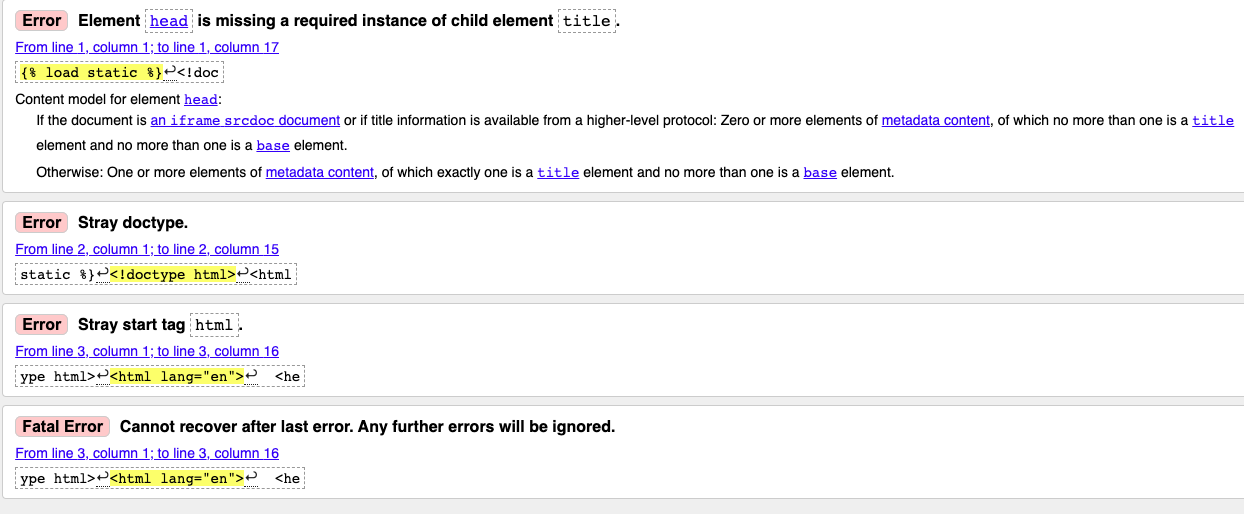 Error Element head is missing a required instance of child element title.
From line 1, column 1; to line 1, column 17
{% load static %}↩<!doc
Content model for element head:
If the document is an iframe srcdoc document or if title information is available from a higher-level protocol: Zero or more elements of metadata content, of which no more than one is a title
element and no more than one is a base element.
Otherwise: One or more elements of metadata content, of which exactly one is a title element and no more than one is a base element.
Error Stray doctype.
From line 2, column 1; to line 2, column 15
static %}↩<!doctype html>↩<html
Error Stray start tag html.
From line 3, column 1; to line 3, column 16
ype html>↩<html lang="en">↩  <he
Fatal Error Cannot recover after last error. Any further errors will be ignored.
From line 3, column 1; to line 3, column 16
ype html>↩<html lang="en">↩  <he